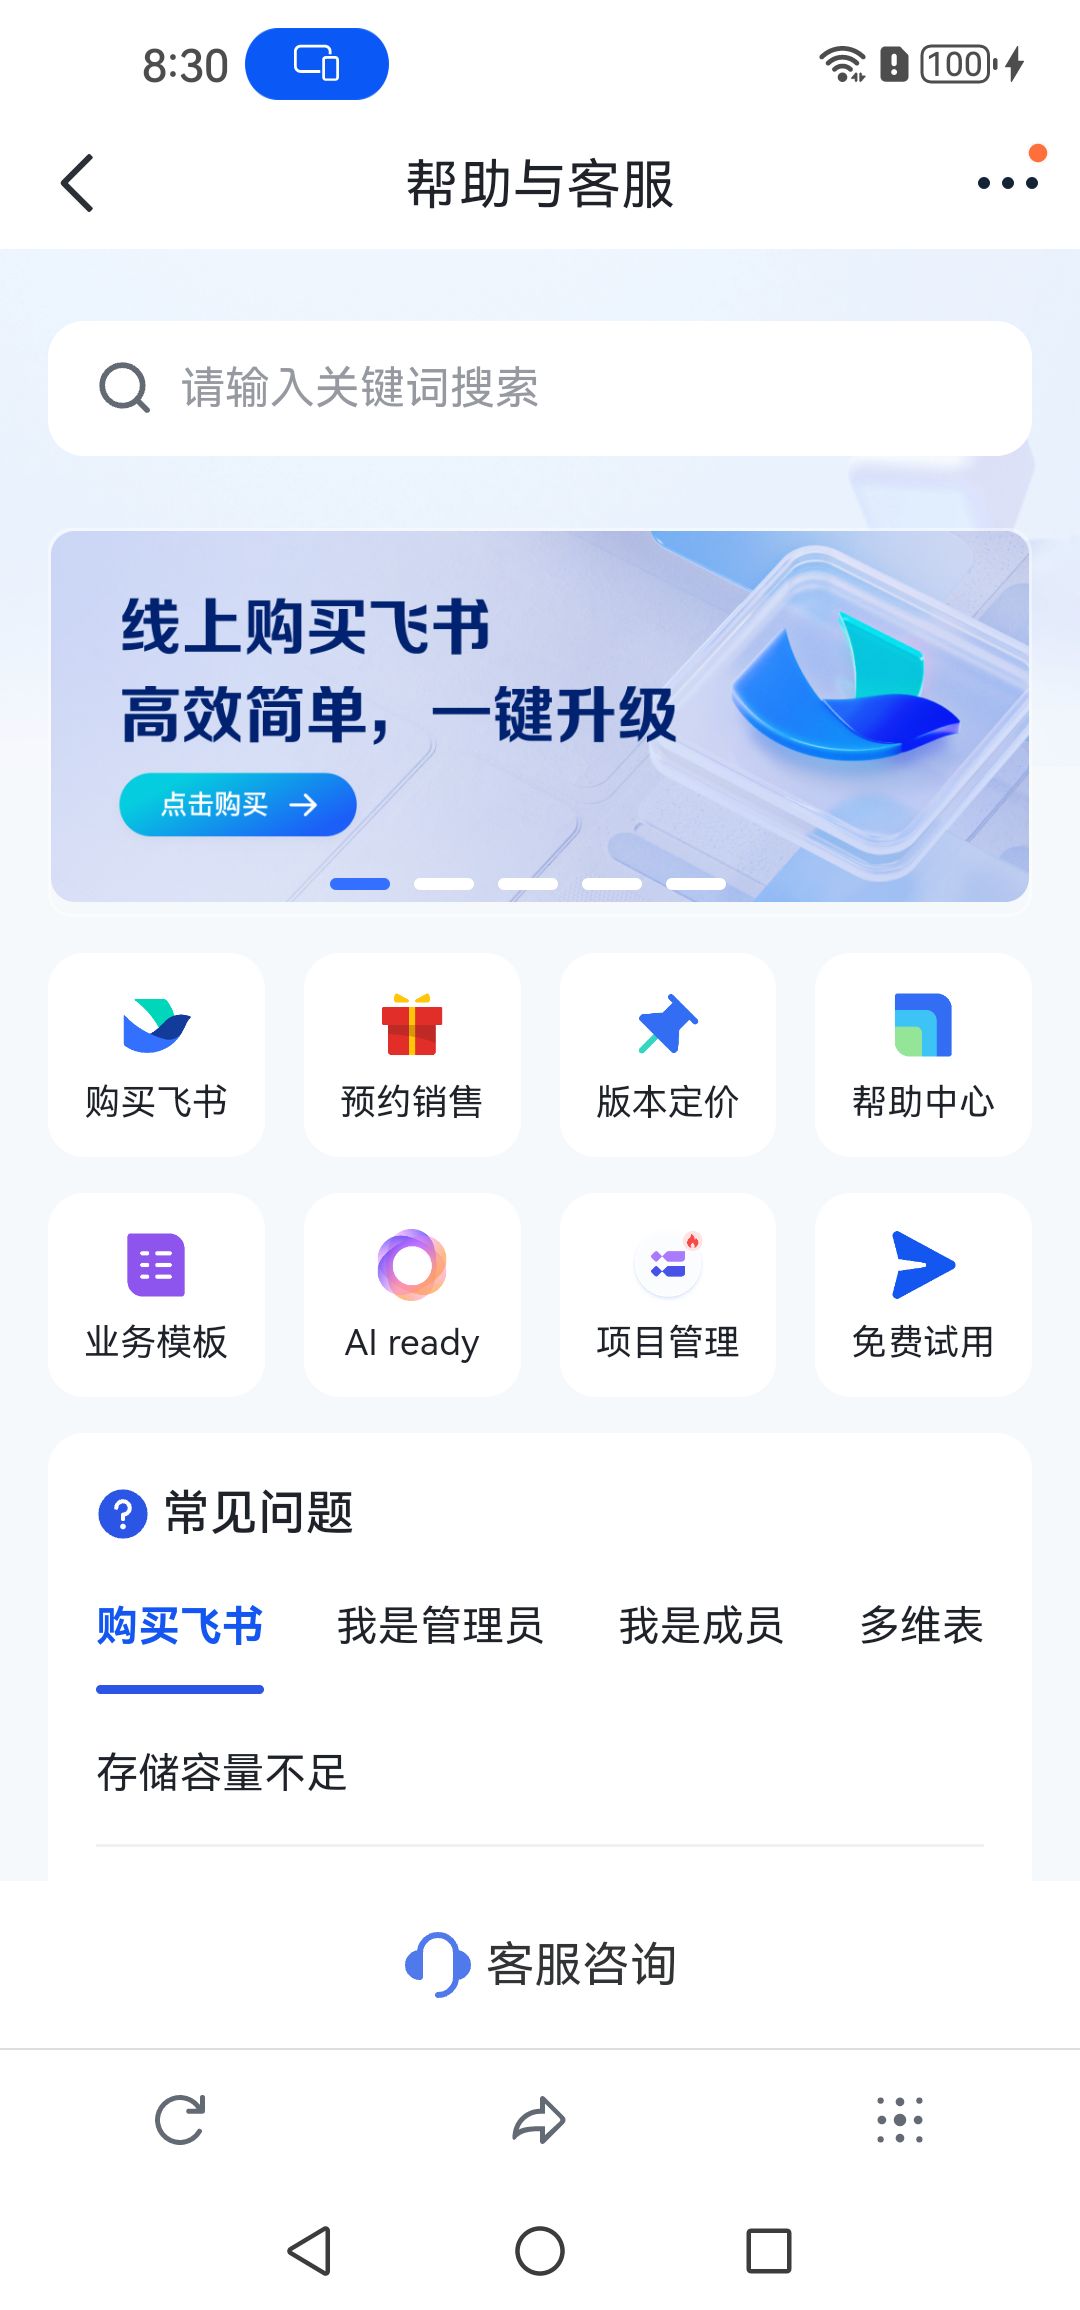 8:30
100
帮助与客服
请输入关键词搜索
线上购买飞书
高效简单，一键升级
点击购买
购买飞书
预约销售
版本定价
帮助中心
业务模板
AI ready
项目管理
免费试用
常见问题
购买飞书
我是管理员
我是成员
多维表
存储容量不足
客服咨询